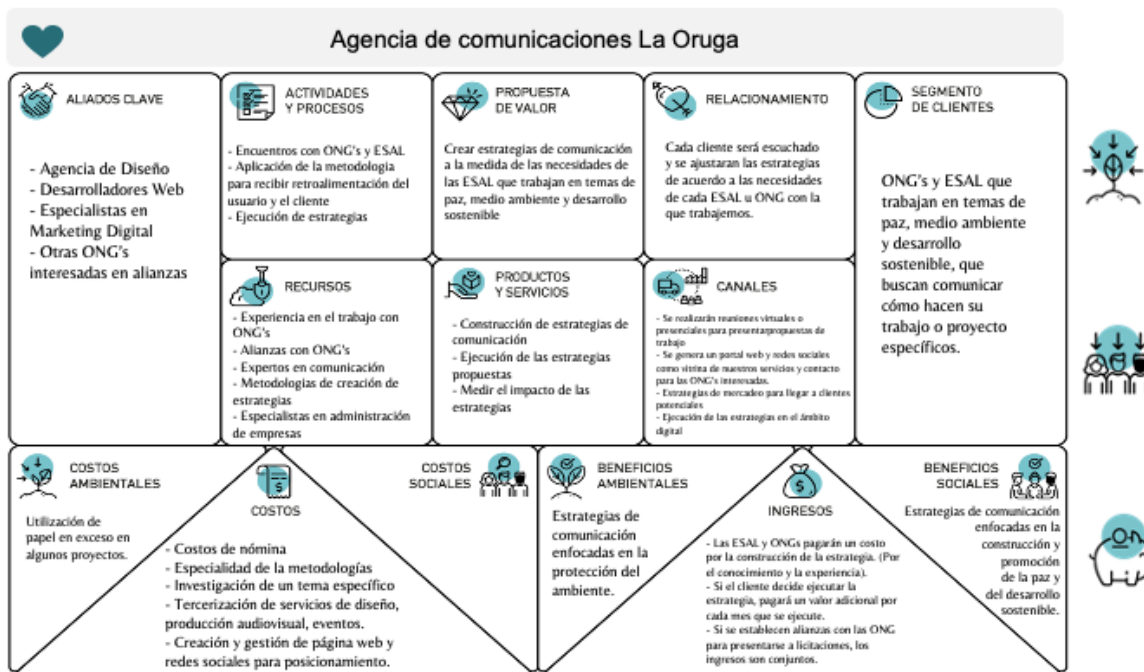 Agencia de comunicaciones La Oruga
ALIADOS CLAVE
- Agencia de Diseño
- Desarrolladores Web
- Especialistas en
Marketing Digital
- Otras ONG's
interesadas en alianzas
ACTIVIDADES
Y PROCESOS
- Encuentros con ONG's y ESAL
- Aplicación de la metodologia
para recibir retroalimentación del
usuario y el cliente
- Ejecución de estrategias
RECURSOS
- Experiencia en el trabajo con
ONG's
- Alianzas con ONG's
- Expertos en comunicación
- Metodologias de creación de
estrategias
- Especialistas en administración
de empresas
PROPUESTA
DE VALOR
Crear estrategias de comunicación
a la medida de las necesidades de
las ESAL que trabajan en temas de
paz, medio ambiente y desarrollo
sostenible
PRODUCTOS
Y SERVICIOS
- Construcción de estrategias de
comunicación
- Ejecución de las estrategias
propuestas
- Medir el impacto de las
estrategias
RELACIONAMIENTO
Cada cliente será escuchado
y se ajustaran las estrategias
de acuerdo a las necesidades
de cada ESAL u ONG con la
que trabajemos.
CANALES
- Se realizarán reuniones virtuales o
presenciales para presentarpropuestas de
trabajo
- Se genera un portal web y redes sociales
como vitrina de nuestros servicios y contacto
para las ONG's interesadas.
- Estrategias de mercadeo para llegar a clientes
potenciales
- Ejecución de las estrategias en el ámbito
digital
SEGMENTO
DE CLIENTES
ONG's y ESAL que
trabajan en temas de
paz, medio ambiente
y desarrollo
sostenible, que
buscan comunicar
cómo hacen su
trabajo o proyecto
específicos.
COSTOS
AMBIENTALES
Utilización de
papel en exceso en
algunos proyectos.
COSTOS
- Costos de nómina
- Especialidad de la metodologías
- Investigación de un tema específico
- Tercerización de servicios de diseño,
producción audiovisual, eventos.
- Creación y gestión de página web y
redes sociales para posicionamiento.
COSTOS
SOCIALES
BENEFICIOS
AMBIENTALES
Estrategias de
comunicación
enfocadas en la
protección del
ambiente.
INGRESOS
- Las ESAL y ONGs pagarán un costo
por la construcción de la estrategia. (Por
el conocimiento y la experiencia).
- Si el cliente decide ejecutar la
estrategia, pagará un valor adicional por
cada mes que se ejecute.
- Si se establecen alianzas con las ONG
para presentarse a licitaciones, los
ingresos son conjuntos.
BENEFICIOS
SOCIALES
Estrategias de comunicación
enfocadas en la
construcción y
promoción
de la paz y
del desarrollo
sostenible.